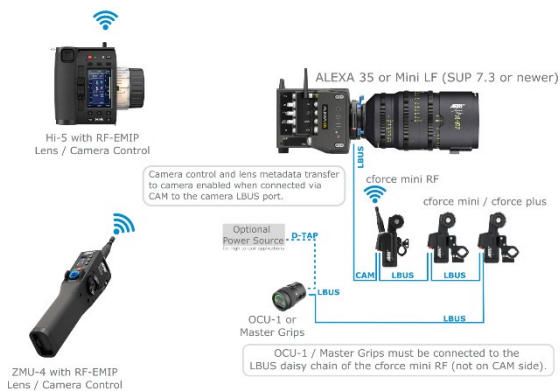 ALEXA 35 or Mini LF (SUP 7.3 or newer)
Hi-5 with RF-EMIP
Lens / Camera Control
Camera control and lens metadata transfer
to camera enabled when connected via
CAM to the camera LBUS port.
LBUS
cforce mini RF
cforce mini / cforce plus
Optional
Power Source
for high torque applications
D-TAP
LBUS
CAM
LBUS
LBUS
OCU-1 or
Master Grips
LBUS
OCU-1 / Master Grips must be connected to the
LBUS daisy chain of the cforce mini RF (not on CAM side).
ZMU-4 with RF-EMIP
Lens / Camera Control